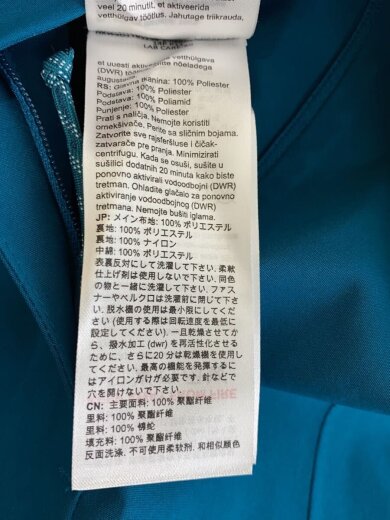 veel 20 minutit, et aktiveerida
vetthülgav töötlus. Jahutage triikrauda,
LAB CARE
vetthülgava
et uuesti aktiveerite nõeladega
(DWR) töötlus
augustada.
RS: Glavna tkanina: 100% Poliester
Podstava: 100% Poliester
Podstava: 100% Poliamid
Punjenje: 100% Poliester
Prati s naličja. Nemojte koristiti
omekšivače. Perite sa sličnim bojama.
Zatvorite sve rajsferšluse i čičak-
zatvarače pre pranja. Minimizirati
centrifugu. Kada se osuši, sušite u
sušilici dodatnih 20 minuta kako biste
ponovno aktivirali vodoodbojni (DWR)
tretman. Ohladite glačalo za ponovno
aktiviranje vodoodbojnog (DWR)
tretmana. Nemojte bušiti iglama.
JP: メイン布地: 100% ポリエステル
裏地: 100% ポリエステル
裏地: 100% ナイロン
中綿: 100% ポリエステル
表裏反対にして洗濯して下さい. 柔軟
仕上げ剤は使用しないで下さい. 同色
の物と一緒に洗濯して下さい. ファス
ナーやベルクロは洗濯前に閉じて下さ
い. 脱水機の使用は最小限にしてくだ
さい (使用する際は回転速度を最低に
設定してください). 一旦乾燥させてか
ら、撥水加工 (dwr) を再活性化させる
ために、さらに20分は乾燥機を使用し
てください. 最高の機能を発揮するに
はアイロンがけが必要です. 針などで
穴を開けないで下さい.
CN: 主要面料: 100% 聚酯纤维
里料: 100% 聚酯纤维
里料: 100% 锦纶
填充料: 100% 聚酯纤维
反面洗涤. 不可使用柔软剂. 和相似颜色